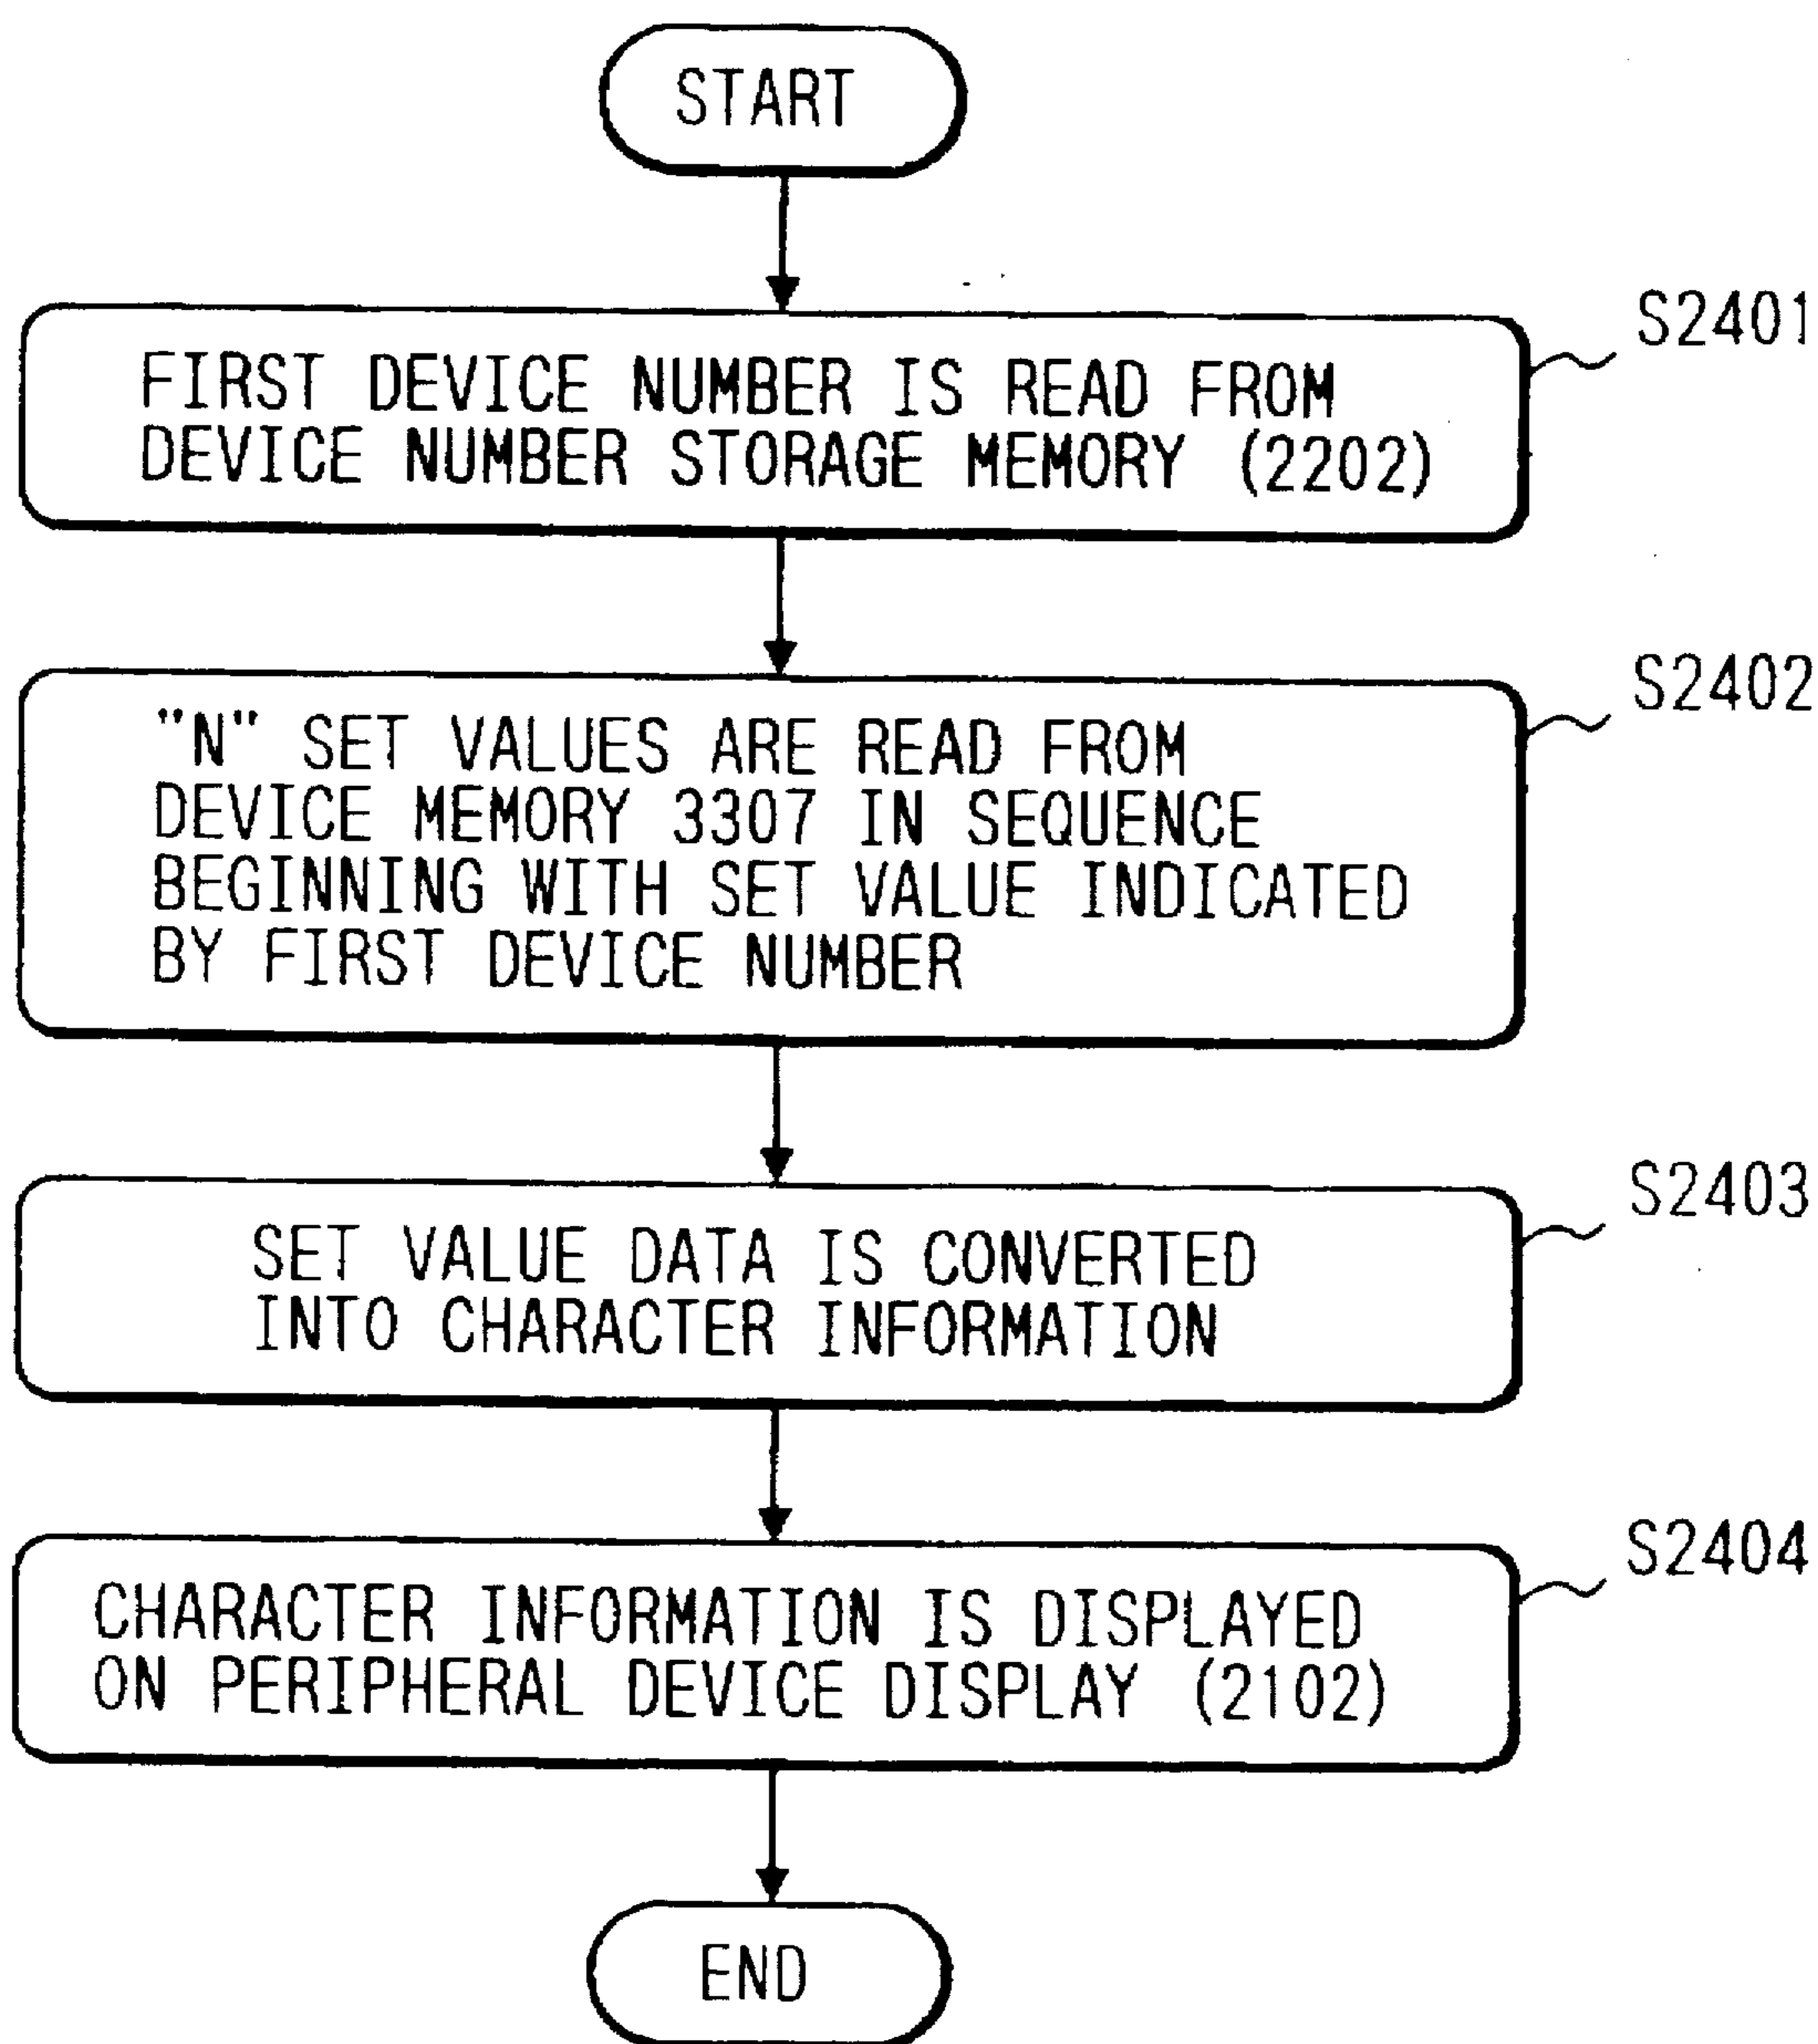 START
S2401
FIRST DEVICE NUMBER IS READ FROM
DEVICE NUMBER STORAGE MEMORY (2202)
S2402
"N" SET VALUES ARE READ FROM
DEVICE MEMORY 3307 IN SEQUENCE
BEGINNING WITH SET VALUE INDICATED
BY FIRST DEVICE NUMBER
S2403
SET VALUE DATA IS CONVERTED
INTO CHARACTER INFORMATION
S2404
CHARACTER INFORMATION IS DISPLAYED
ON PERIPHERAL DEVICE DISPLAY (2102)
END